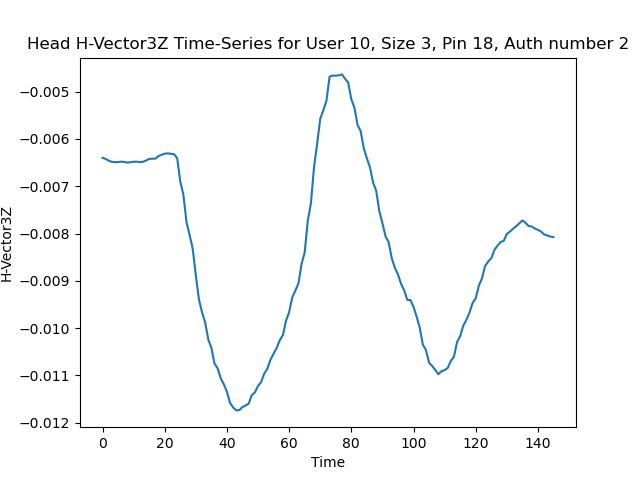 Head H-Vector3Z Time-Series for User 10, Size 3, Pin 18, Auth number 2
−0.005
−0.006
−0.007
−0.008
−0.009
−0.010
−0.011
−0.012
H-Vector3Z
0 20 40 60 80 100 120 140
Time